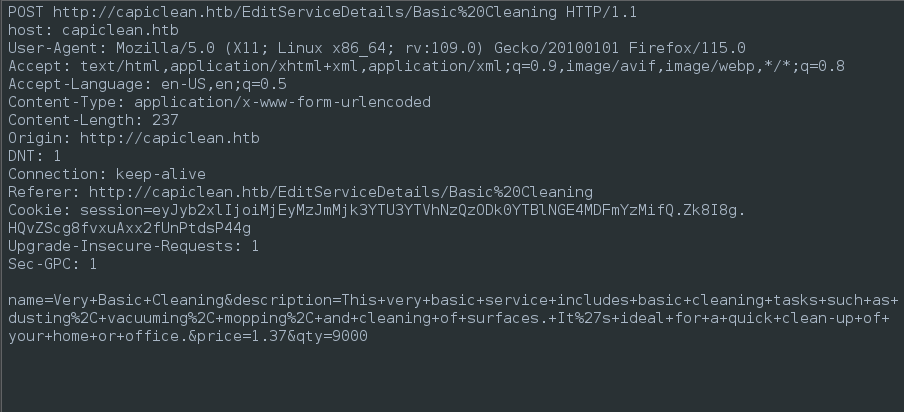 POST http://capiclean.htb/EditServiceDetails/Basic%20Cleaning HTTP/1.1
host: capiclean.htb
User-Agent: Mozilla/5.0 (X11; Linux x86_64; rv:109.0) Gecko/20100101 Firefox/115.0
Accept: text/html,application/xhtml+xml,application/xml;q=0.9,image/avif,image/webp,*/*;q=0.8
Accept-Language: en-US,en;q=0.5
Content-Type: application/x-www-form-urlencoded
Content-Length: 237
Origin: http://capiclean.htb
DNT: 1
Connection: keep-alive
Referer: http://capiclean.htb/EditServiceDetails/Basic%20Cleaning
Cookie: session=eyJyb2xlIjoiMjEyMzJmMjk3YTU3YTVhNzQzODk0YTBlNGE4MDFmYzMifQ.Zk8I8g.
HQvZScg8fvxuAxx2fUnPtdsP44g
Upgrade-Insecure-Requests: 1
Sec-GPC: 1
name=Very+Basic+Cleaning&description=This+very+basic+service+includes+basic+cleaning+tasks+such+as+
dusting%2C+vacuuming%2C+mopping%2C+and+cleaning+of+surfaces.+It%27s+ideal+for+a+quick+clean-up+of+
your+home+or+office.&price=1.37&qty=9000